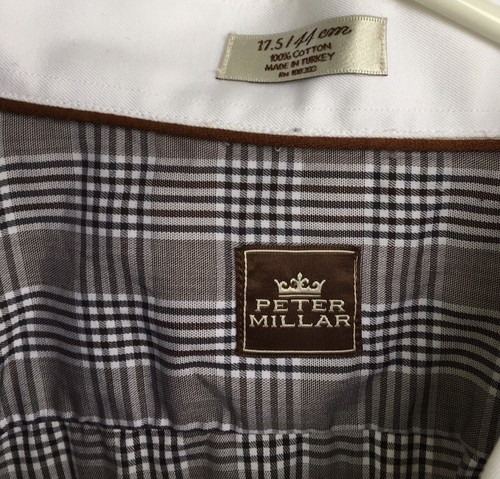 17.5/44 cm
100% COTTON
MADE IN TURKEY
PETER
MILLAR